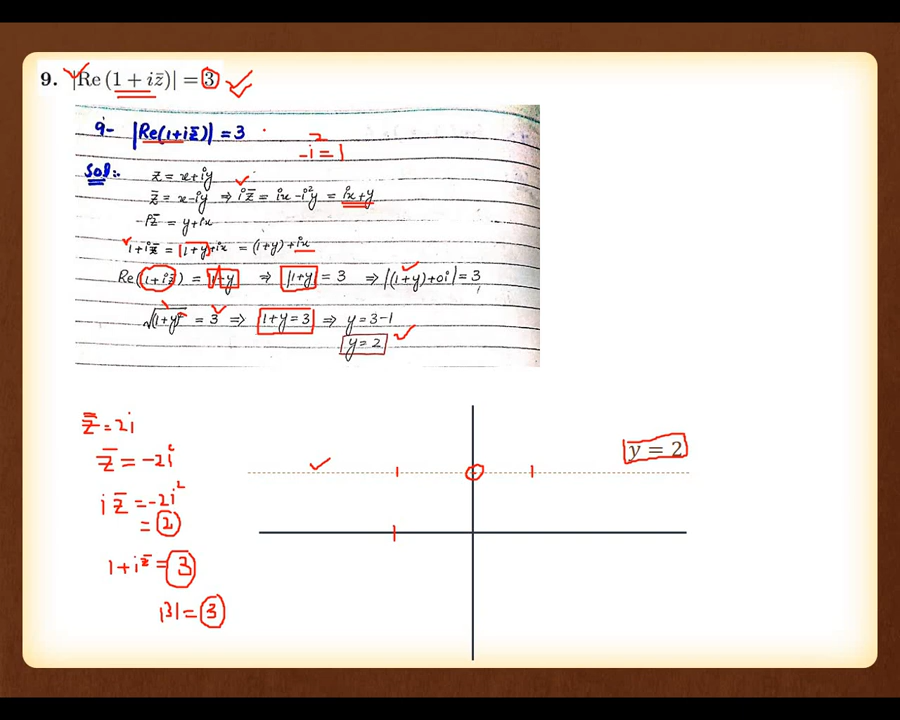 9. |Re (1 + iz̄)| = 3
9- |Re(1+iz̄)| = 3
-i² = 1
Sol:-
z = x+iy
z̄ = x-iy ⇒ iz̄ = ix - i²y = ix+y
-iz̄ = y+ix
1+iz̄ = |1+y|+ix = (1+y)+ix
Re(1+iz̄) = 1+y ⇒ |1+y| = 3 ⇒ |(1+y)+0i| = 3
√(1+y)² = 3 ⇒ 1+y=3 ⇒ y=3-1
y=2
z̄ = 2i
z̄ = -2i
iz̄ = -2i²
= 2
1+iz̄ = 3
|3| = 3
y = 2